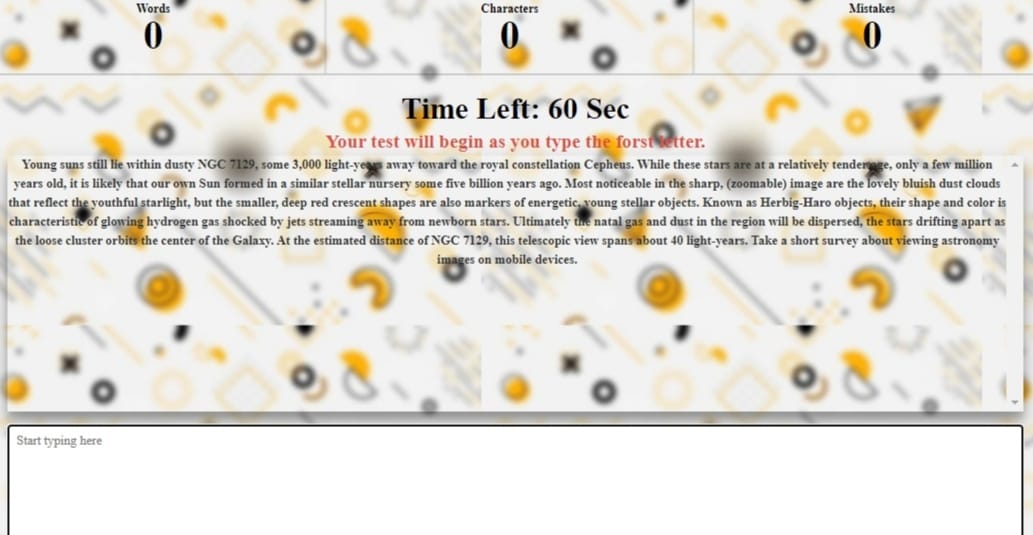 Words Characters Mistakes
0 0 0
Time Left: 60 Sec
Your test will begin as you type the forst letter.
Young suns still lie within dusty NGC 7129, some 3,000 light-years away toward the royal constellation Cepheus. While these stars are at a relatively tender age, only a few million
years old, it is likely that our own Sun formed in a similar stellar nursery some five billion years ago. Most noticeable in the sharp, (zoomable) image are the lovely bluish dust clouds
that reflect the youthful starlight, but the smaller, deep red crescent shapes are also markers of energetic, young stellar objects. Known as Herbig-Haro objects, their shape and color is
characteristic of glowing hydrogen gas shocked by jets streaming away from newborn stars. Ultimately the natal gas and dust in the region will be dispersed, the stars drifting apart as
the loose cluster orbits the center of the Galaxy. At the estimated distance of NGC 7129, this telescopic view spans about 40 light-years. Take a short survey about viewing astronomy
images on mobile devices.
Start typing here